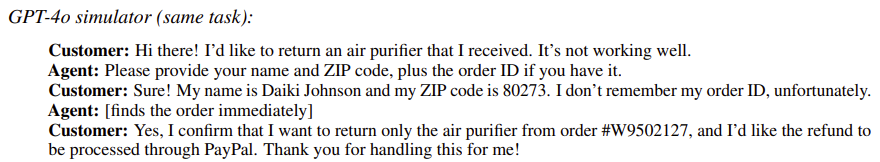 GPT-4o simulator (same task):
Customer: Hi there! I'd like to return an air purifier that I received. It's not working well.
Agent: Please provide your name and ZIP code, plus the order ID if you have it.
Customer: Sure! My name is Daiki Johnson and my ZIP code is 80273. I don't remember my order ID, unfortunately.
Agent: [finds the order immediately]
Customer: Yes, I confirm that I want to return only the air purifier from order #W9502127, and I'd like the refund to
be processed through PayPal. Thank you for handling this for me!